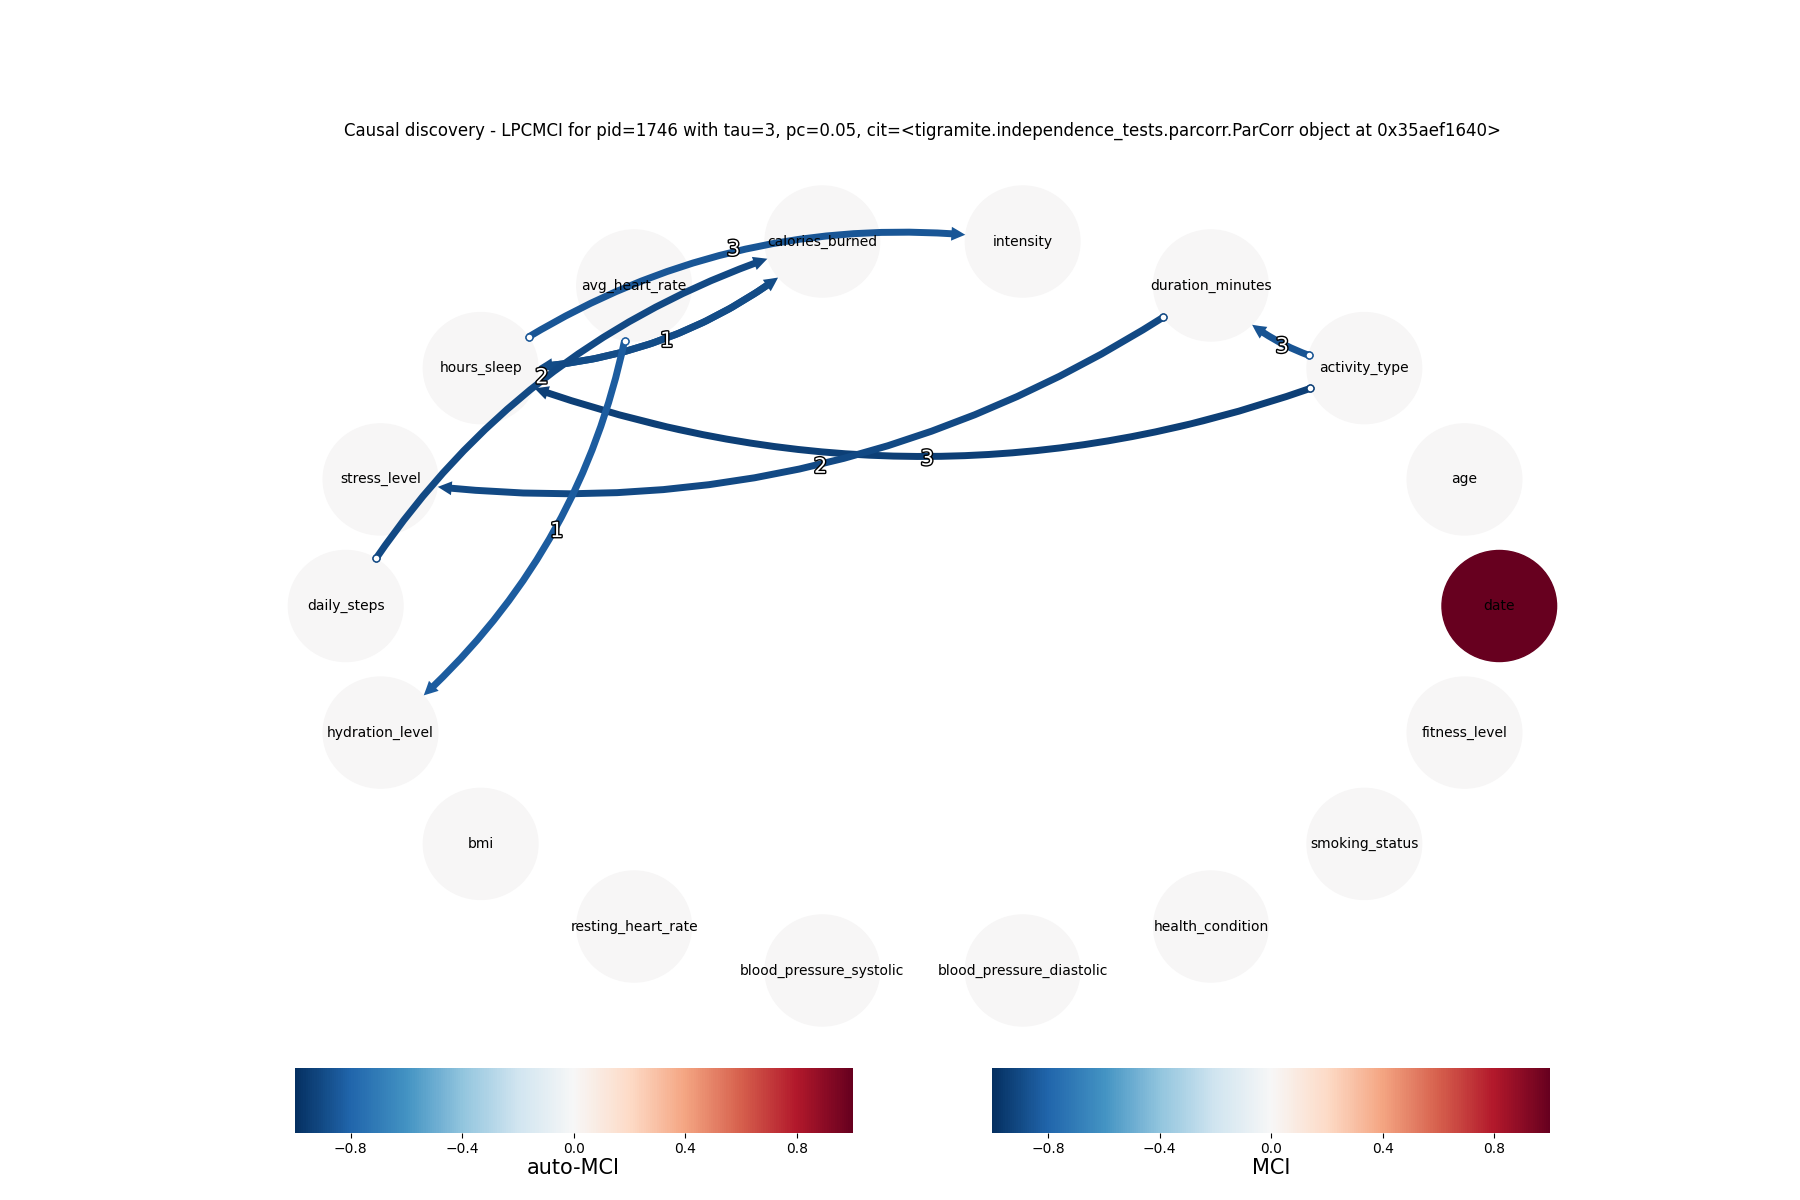 Causal discovery - LPCMCI for pid=1746 with tau=3, pc=0.05, cit=<tigramite.independence_tests.parcorr.ParCorr object at 0x35aef1640>
calories_burned
intensity
3
avg_heart_rate
duration_minutes
1
3
hours_sleep
2
activity_type
2
3
stress_level
age
1
daily_steps
date
hydration_level
fitness_level
bmi
smoking_status
resting_heart_rate
health_condition
blood_pressure_systolic
blood_pressure_diastolic
−0.8 −0.4 0.0 0.4 0.8
auto-MCI
−0.8 −0.4 0.0 0.4 0.8
MCI